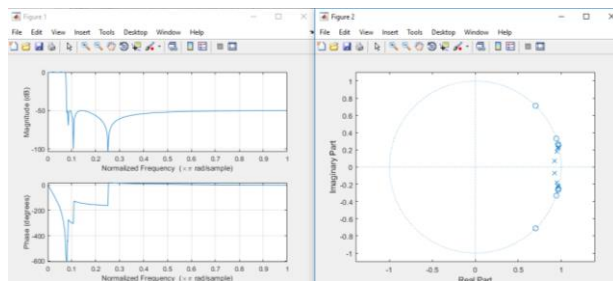 Figure 1
File Edit View Insert Tools Desktop Window Help
0
-50
-100
Magnitude (dB)
0 0.1 0.2 0.3 0.4 0.5 0.6 0.7 0.8 0.9 1
Normalized Frequency (×π rad/sample)
0
-200
-400
-600
Phase (degrees)
0 0.1 0.2 0.3 0.4 0.5 0.6 0.7 0.8 0.9 1
Normalized Frequency (×π rad/sample)
Figure 2
File Edit View Insert Tools Desktop Window Help
1
0.8
0.6
0.4
0.2
0
-0.2
-0.4
-0.6
-0.8
-1
Imaginary Part
-1 -0.5 0 0.5 1
Real Part